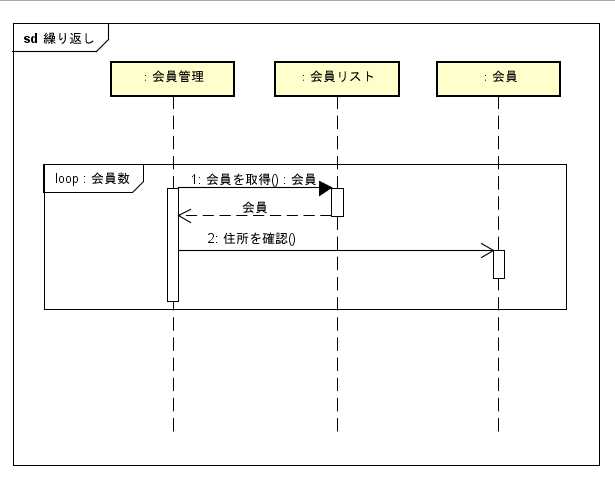 sd 繰り返し
: 会員管理
: 会員リスト
: 会員
loop : 会員数
1: 会員を取得() : 会員
会員
2: 住所を確認()